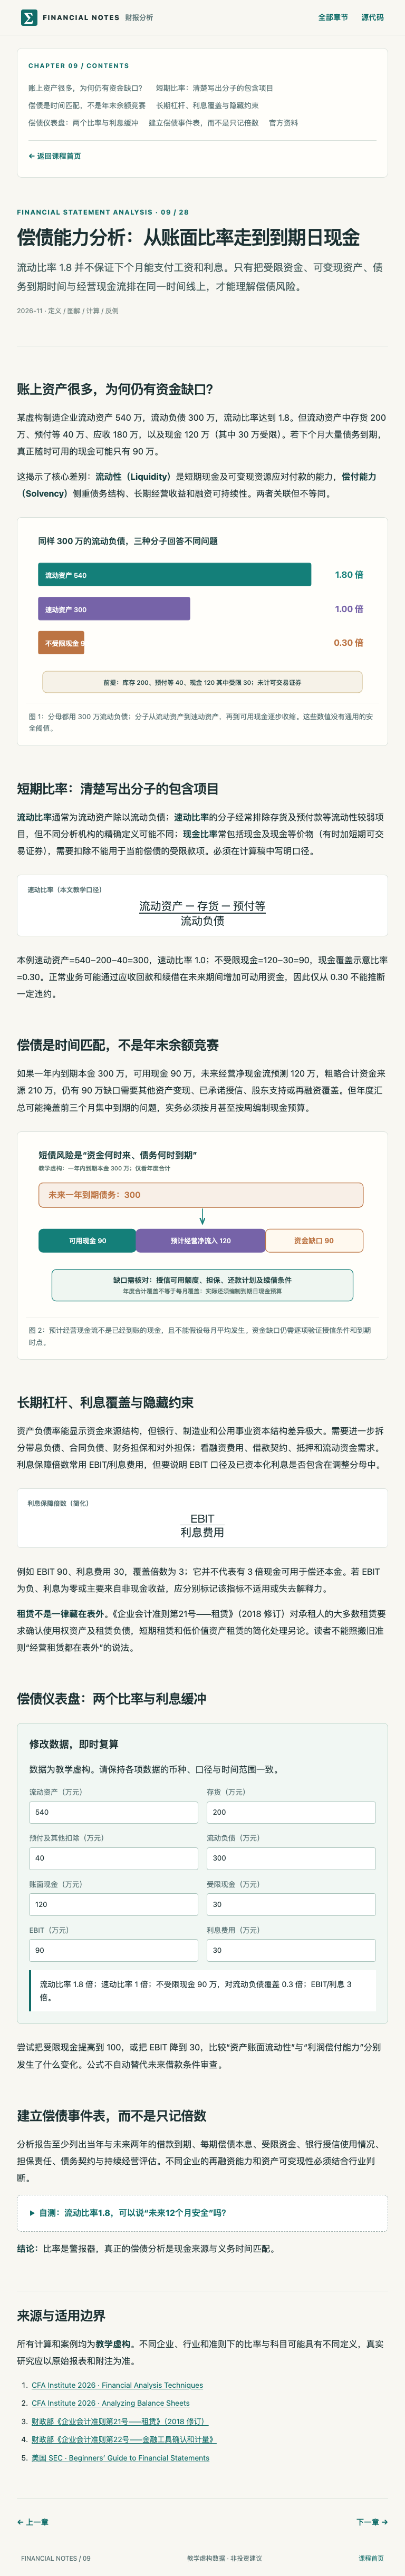 Σ FINANCIAL NOTES 财报分析 全部章节 源代码
CHAPTER 09 / CONTENTS
账上资产很多，为何仍有资金缺口？ 短期比率：清楚写出分子的包含项目
偿债是时间匹配，不是年末余额竞赛 长期杠杆、利息覆盖与隐藏约束
偿债仪表盘：两个比率与利息缓冲 建立偿债事件表，而不是只记倍数 官方资料
← 返回课程首页
FINANCIAL STATEMENT ANALYSIS · 09 / 28
偿债能力分析：从账面比率走到到期日现金
流动比率 1.8 并不保证下个月能支付工资和利息。只有把受限资金、可变现资产、债
务到期时间与经营现金流排在同一时间线上，才能理解偿债风险。
2026-11 · 定义 / 图解 / 计算 / 反例
账上资产很多，为何仍有资金缺口？
某虚构制造企业流动资产 540 万，流动负债 300 万，流动比率达到 1.8。但流动资产中存货 200
万、预付等 40 万、应收 180 万，以及现金 120 万（其中 30 万受限）。若下个月大量债务到期，
真正随时可用的现金可能只有 90 万。
这揭示了核心差别：流动性（Liquidity）是短期现金及可变现资源应对付款的能力，偿付能力
（Solvency）侧重债务结构、长期经营收益和融资可持续性。两者关联但不等同。
同样 300 万的流动负债，三种分子回答不同问题
流动资产 540 1.80 倍
速动资产 300 1.00 倍
不受限现金 9 0.30 倍
前提：库存 200、预付等 40、现金 120 其中受限 30；未计可交易证券
图 1：分母都用 300 万流动负债；分子从流动资产到速动资产，再到可用现金逐步收缩。这些数值没有通用的安
全阈值。
短期比率：清楚写出分子的包含项目
流动比率通常为流动资产除以流动负债；速动比率的分子经常排除存货及预付款等流动性较弱项
目，但不同分析机构的精确定义可能不同；现金比率常包括现金及现金等价物（有时加短期可交
易证券），需要扣除不能用于当前偿债的受限款项。必须在计算稿中写明口径。
速动比率（本文教学口径）
流动资产 − 存货 − 预付等
流动负债
本例速动资产=540−200−40=300，速动比率 1.0；不受限现金=120−30=90，现金覆盖示意比率
=0.30。正常业务可能通过应收回款和续借在未来期间增加可动用资金，因此仅从 0.30 不能推断
一定违约。
偿债是时间匹配，不是年末余额竞赛
如果一年内到期本金 300 万，可用现金 90 万，未来经营净现金流预测 120 万，粗略合计资金来
源 210 万，仍有 90 万缺口需要其他资产变现、已承诺授信、股东支持或再融资覆盖。但年度汇
总可能掩盖前三个月集中到期的问题，实务必须按月甚至按周编制现金预算。
短债风险是“资金何时来、债务何时到期”
教学虚构：一年内到期本金 300 万；仅看年度合计
未来一年到期债务：300
可用现金 90 预计经营净流入 120 资金缺口 90
缺口需核对：授信可用额度、担保、还款计划及续借条件
年度合计覆盖不等于每月覆盖：实际还须编制到期日现金预算
图 2：预计经营现金流不是已经到账的现金，且不能假设每月平均发生。资金缺口仍需逐项验证授信条件和到期
时点。
长期杠杆、利息覆盖与隐藏约束
资产负债率能显示资金来源结构，但银行、制造业和公用事业资本结构差异极大。需要进一步拆
分带息负债、合同负债、财务担保和对外担保；看融资费用、借款契约、抵押和流动资金需求。
利息保障倍数常用 EBIT/利息费用，但要说明 EBIT 口径及已资本化利息是否包含在调整分母中。
利息保障倍数（简化）
EBIT
利息费用
例如 EBIT 90、利息费用 30，覆盖倍数为 3；它并不代表有 3 倍现金可用于偿还本金。若 EBIT
为负、利息为零或主要来自非现金收益，应分别标记该指标不适用或失去解释力。
租赁不是一律藏在表外。《企业会计准则第21号——租赁》（2018 修订）对承租人的大多数租赁要
求确认使用权资产及租赁负债，短期租赁和低价值资产租赁的简化处理另论。读者不能照搬旧准
则“经营租赁都在表外”的说法。
偿债仪表盘：两个比率与利息缓冲
修改数据，即时复算
数据为教学虚构。请保持各项数据的币种、口径与时间范围一致。
流动资产（万元） 存货（万元）
540 200
预付及其他扣除（万元） 流动负债（万元）
40 300
账面现金（万元） 受限现金（万元）
120 30
EBIT（万元） 利息费用（万元）
90 30
流动比率 1.8 倍；速动比率 1 倍；不受限现金 90 万，对流动负债覆盖 0.3 倍；EBIT/利息 3
倍。
尝试把受限现金提高到 100，或把 EBIT 降到 30，比较“资产账面流动性”与“利润偿付能力”分别
发生了什么变化。公式不自动替代未来借款条件审查。
建立偿债事件表，而不是只记倍数
分析报告至少列出当年与未来两年的借款到期、每期偿债本息、受限资金、银行授信使用情况、
担保责任、债务契约与持续经营评估。不同企业的再融资能力和资产可变现性必须结合行业判
断。
▶ 自测：流动比率1.8，可以说“未来12个月安全”吗？
结论：比率是警报器，真正的偿债分析是现金来源与义务时间匹配。
来源与适用边界
所有计算和案例均为教学虚构。不同企业、行业和准则下的比率与科目可能具有不同定义，真实
研究应以原始报表和附注为准。
1. CFA Institute 2026 · Financial Analysis Techniques
2. CFA Institute 2026 · Analyzing Balance Sheets
3. 财政部《企业会计准则第21号——租赁》（2018 修订）
4. 财政部《企业会计准则第22号——金融工具确认和计量》
5. 美国 SEC · Beginners’ Guide to Financial Statements
← 上一章 下一章 →
FINANCIAL NOTES / 09 教学虚构数据 · 非投资建议 课程首页